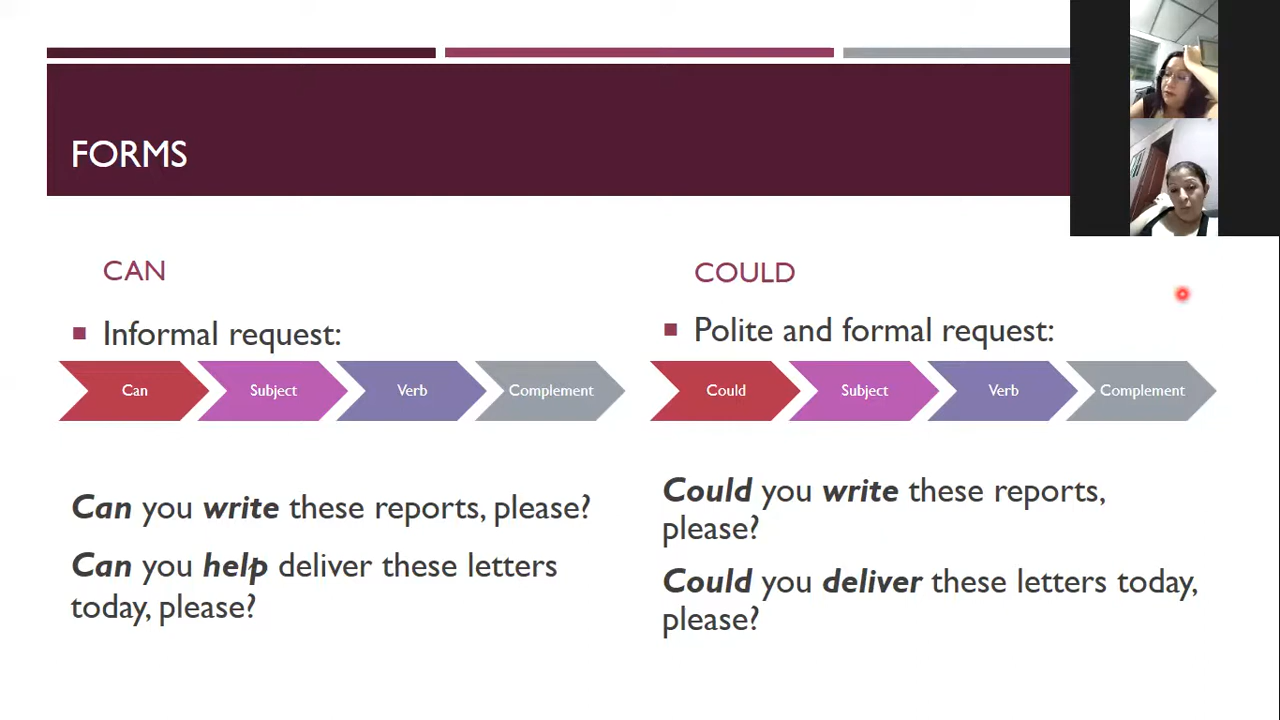 FORMS
CAN
Informal request:
Can Subject Verb Complement
Can you write these reports, please?
Can you help deliver these letters
today, please?
COULD
Polite and formal request:
Could Subject Verb Complement
Could you write these reports,
please?
Could you deliver these letters today,
please?